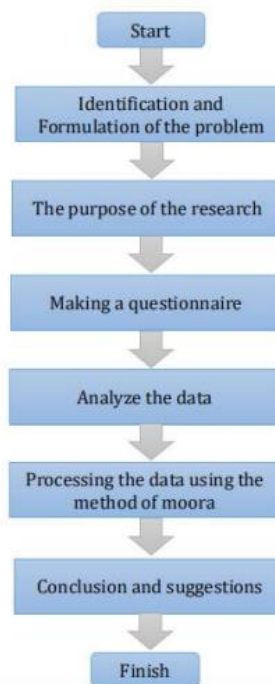 Start
Identification and
Formulation of the problem
The purpose of the research
Making a questionnaire
Analyze the data
Processing the data using the
method of moora
Conclusion and suggestions
Finish